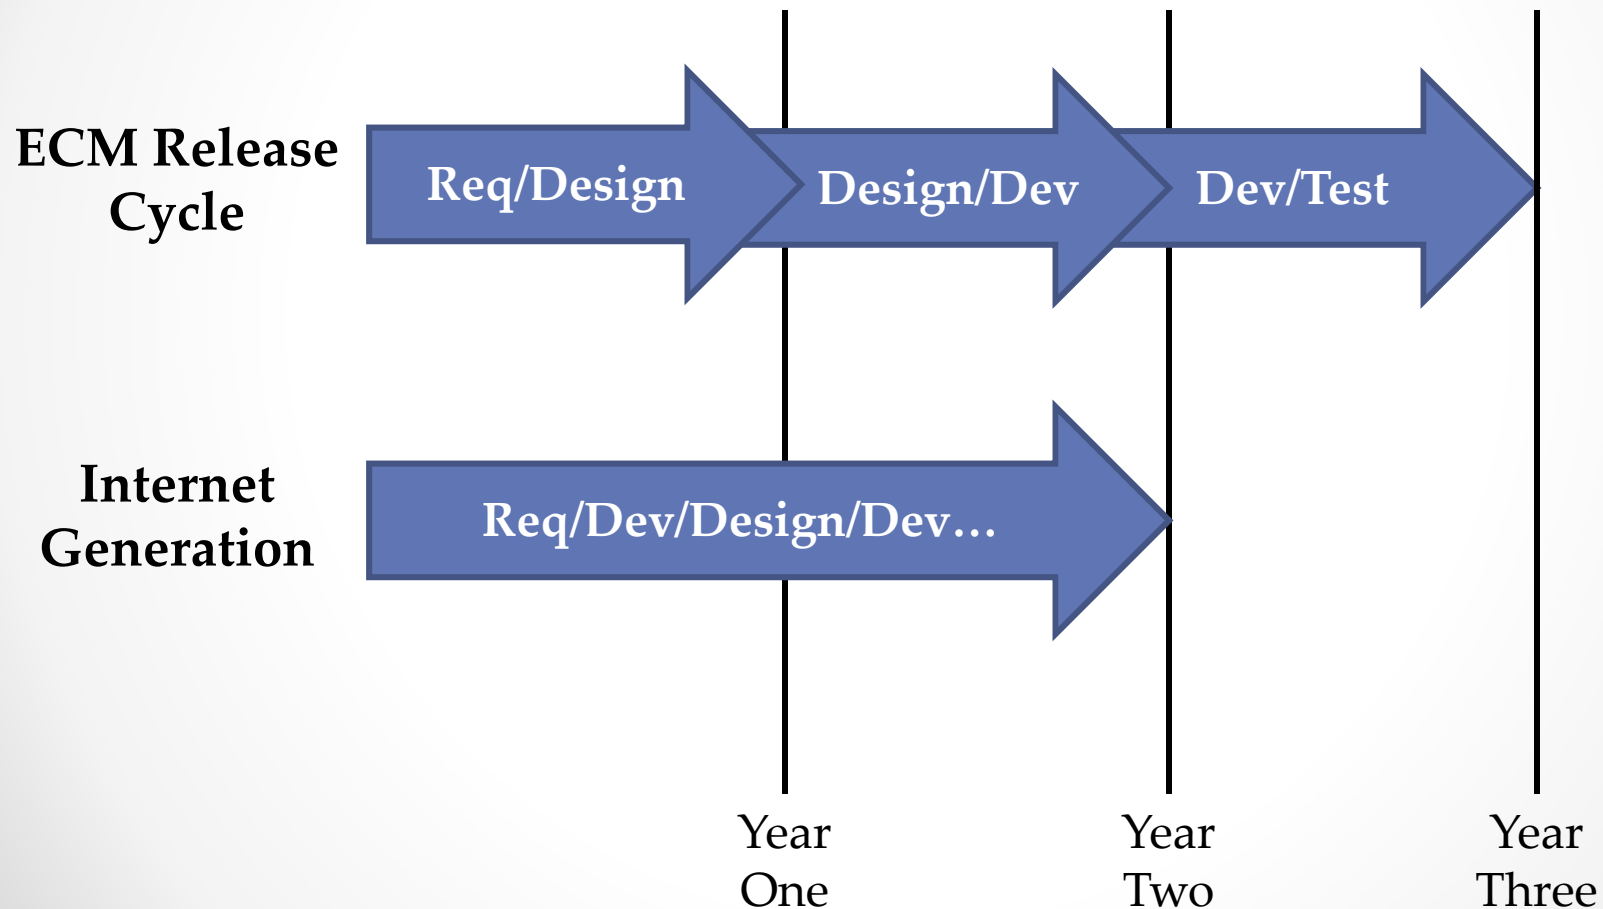 ECM Release
Cycle
Req/Design
Design/Dev
Dev/Test
Internet
Generation
Req/Dev/Design/Dev…
Year
One
Year
Two
Year
Three